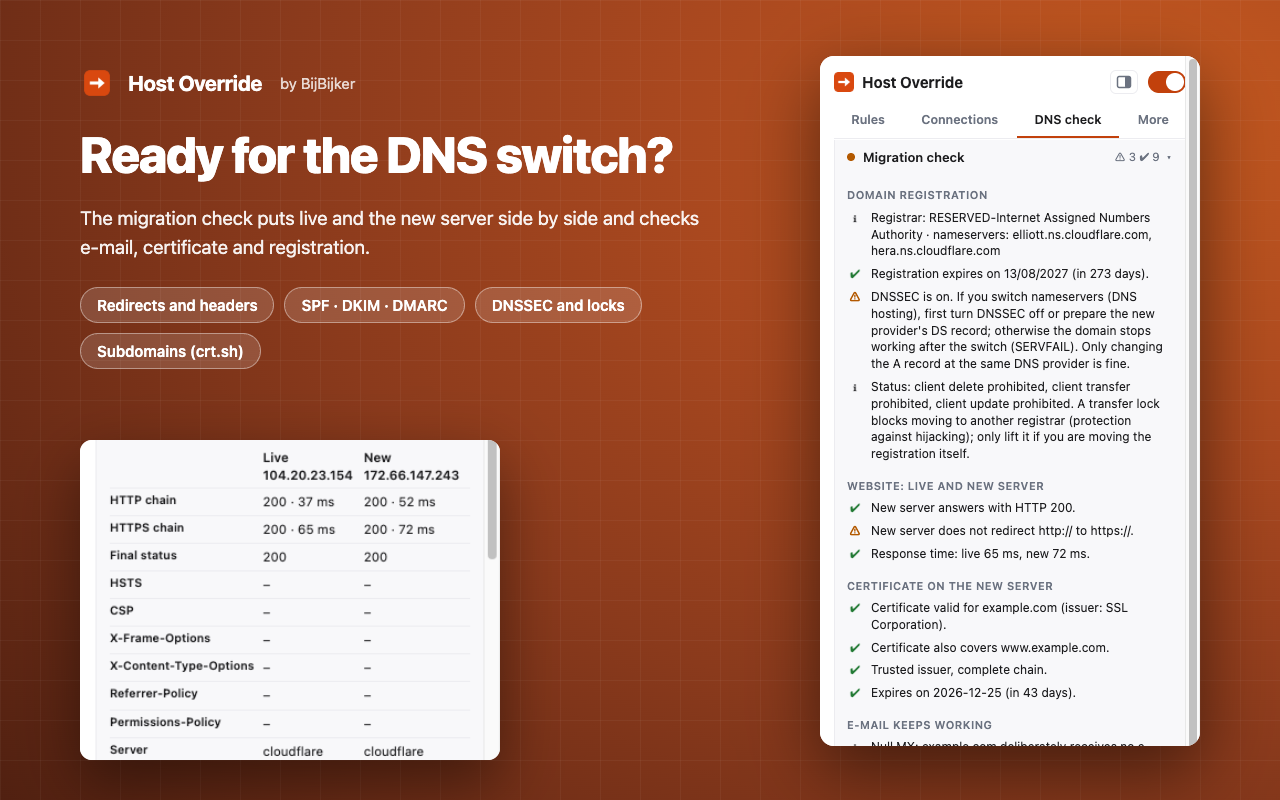 Host Override by BijBijker
Ready for the DNS switch?
The migration check puts live and the new server side by side and checks
e-mail, certificate and registration.
Redirects and headers
SPF · DKIM · DMARC
DNSSEC and locks
Subdomains (crt.sh)
Live New
104.20.23.154 172.66.147.243
HTTP chain 200 · 37 ms 200 · 52 ms
HTTPS chain 200 · 65 ms 200 · 72 ms
Final status 200 200
HSTS – –
CSP – –
X-Frame-Options – –
X-Content-Type-Options – –
Referrer-Policy – –
Permissions-Policy – –
Server cloudflare cloudflare
Host Override
Rules Connections DNS check More
Migration check ⚠ 3 ✔ 9
DOMAIN REGISTRATION
ℹ Registrar: RESERVED-Internet Assigned Numbers
Authority · nameservers: elliott.ns.cloudflare.com,
hera.ns.cloudflare.com
✔ Registration expires on 13/08/2027 (in 273 days).
⚠ DNSSEC is on. If you switch nameservers (DNS
hosting), first turn DNSSEC off or prepare the new
provider's DS record; otherwise the domain stops
working after the switch (SERVFAIL). Only changing
the A record at the same DNS provider is fine.
ℹ Status: client delete prohibited, client transfer
prohibited, client update prohibited. A transfer lock
blocks moving to another registrar (protection
against hijacking); only lift it if you are moving the
registration itself.
WEBSITE: LIVE AND NEW SERVER
✔ New server answers with HTTP 200.
⚠ New server does not redirect http:// to https://.
✔ Response time: live 65 ms, new 72 ms.
CERTIFICATE ON THE NEW SERVER
✔ Certificate valid for example.com (issuer: SSL
Corporation).
✔ Certificate also covers www.example.com.
✔ Trusted issuer, complete chain.
✔ Expires on 2026-12-25 (in 43 days).
E-MAIL KEEPS WORKING
Null MX: example.com deliberately receives no e-